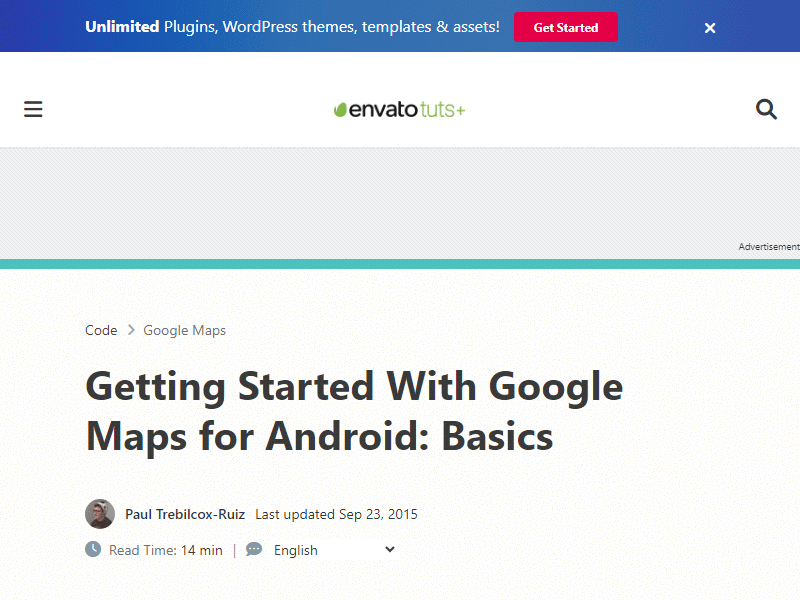 Unlimited Plugins, WordPress themes, templates & assets! Get Started ×
envato tuts+
Advertisement
Code > Google Maps
Getting Started With Google
Maps for Android: Basics
Paul Trebilcox-Ruiz Last updated Sep 23, 2015
Read Time: 14 min | English